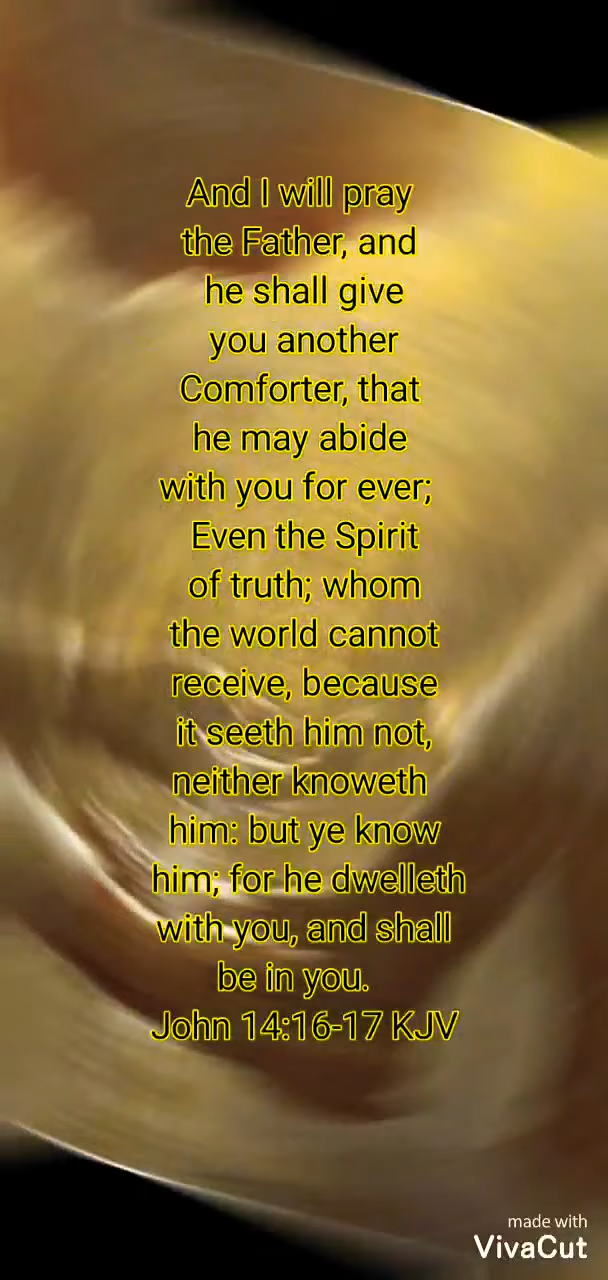 And I will pray
the Father, and
he shall give
you another
Comforter, that
he may abide
with you for ever;
Even the Spirit
of truth; whom
the world cannot
receive, because
it seeth him not,
neither knoweth
him: but ye know
him; for he dwelleth
with you, and shall
be in you.
John 14:16-17 KJV
made with
VivaCut